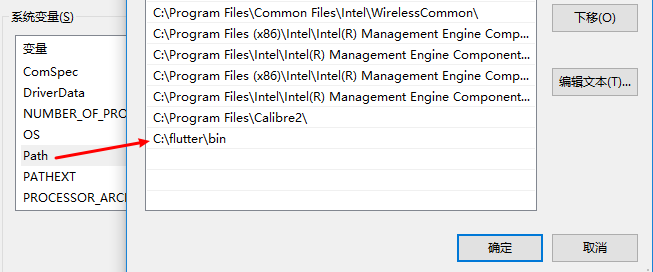 系统变量(S)
变量
ComSpec
DriverData
NUMBER_OF_PRO
OS
Path
PATHEXT
PROCESSOR_ARC
C:\Program Files\Common Files\Intel\WirelessCommon\
C:\Program Files (x86)\Intel\Intel(R) Management Engine Comp...
C:\Program Files\Intel\Intel(R) Management Engine Component...
C:\Program Files (x86)\Intel\Intel(R) Management Engine Comp...
C:\Program Files\Intel\Intel(R) Management Engine Component...
C:\Program Files\Calibre2\
C:\flutter\bin
下移(O)
编辑文本(T)...
确定
取消